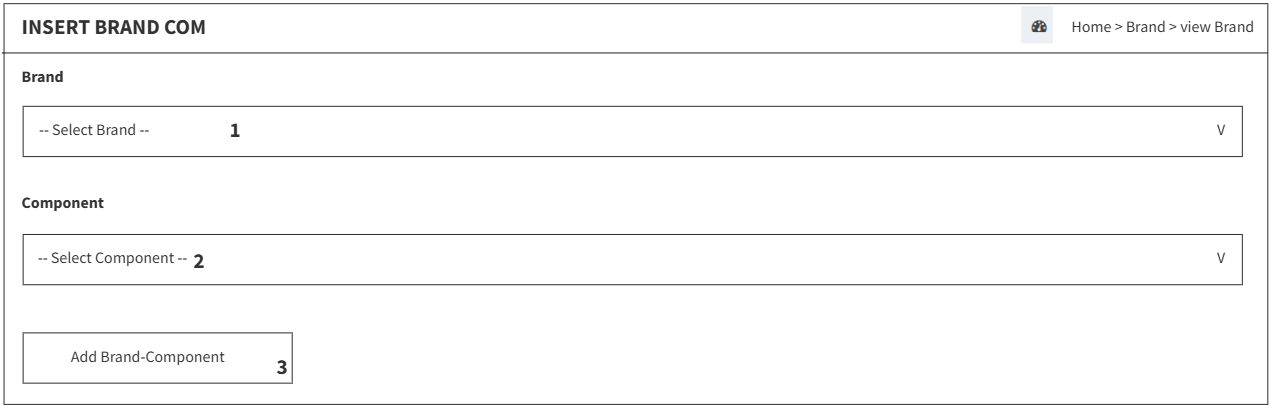 INSERT BRAND COM
Home > Brand > view Brand
Brand
-- Select Brand -- 1 V
Component
-- Select Component -- 2 V
Add Brand-Component 3